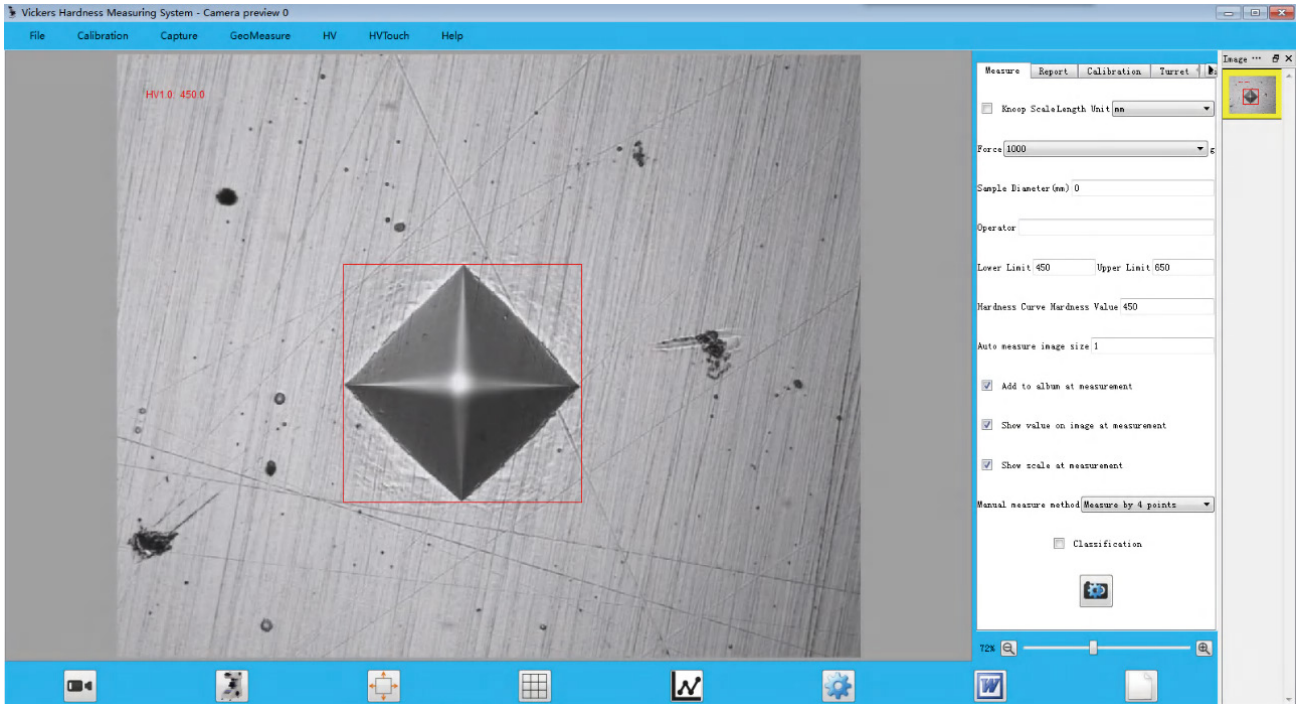 Vickers Hardness Measuring System - Camera preview 0
File Calibration Capture GeoMeasure HV HVTouch Help
HV1.0: 450.0
Measure Report Calibration Turret
Knoop Scale Length Unit mm
Force 1000 g
Sample Diameter(mm) 0
Operator
Lower Limit 450 Upper Limit 650
Hardness Curve Hardness Value 450
Auto measure image size 1
Add to album at measurement
Show value on image at measurement
Show scale at measurement
Manual measure method Measure by 4 points
Classification
72%
Image ...
W